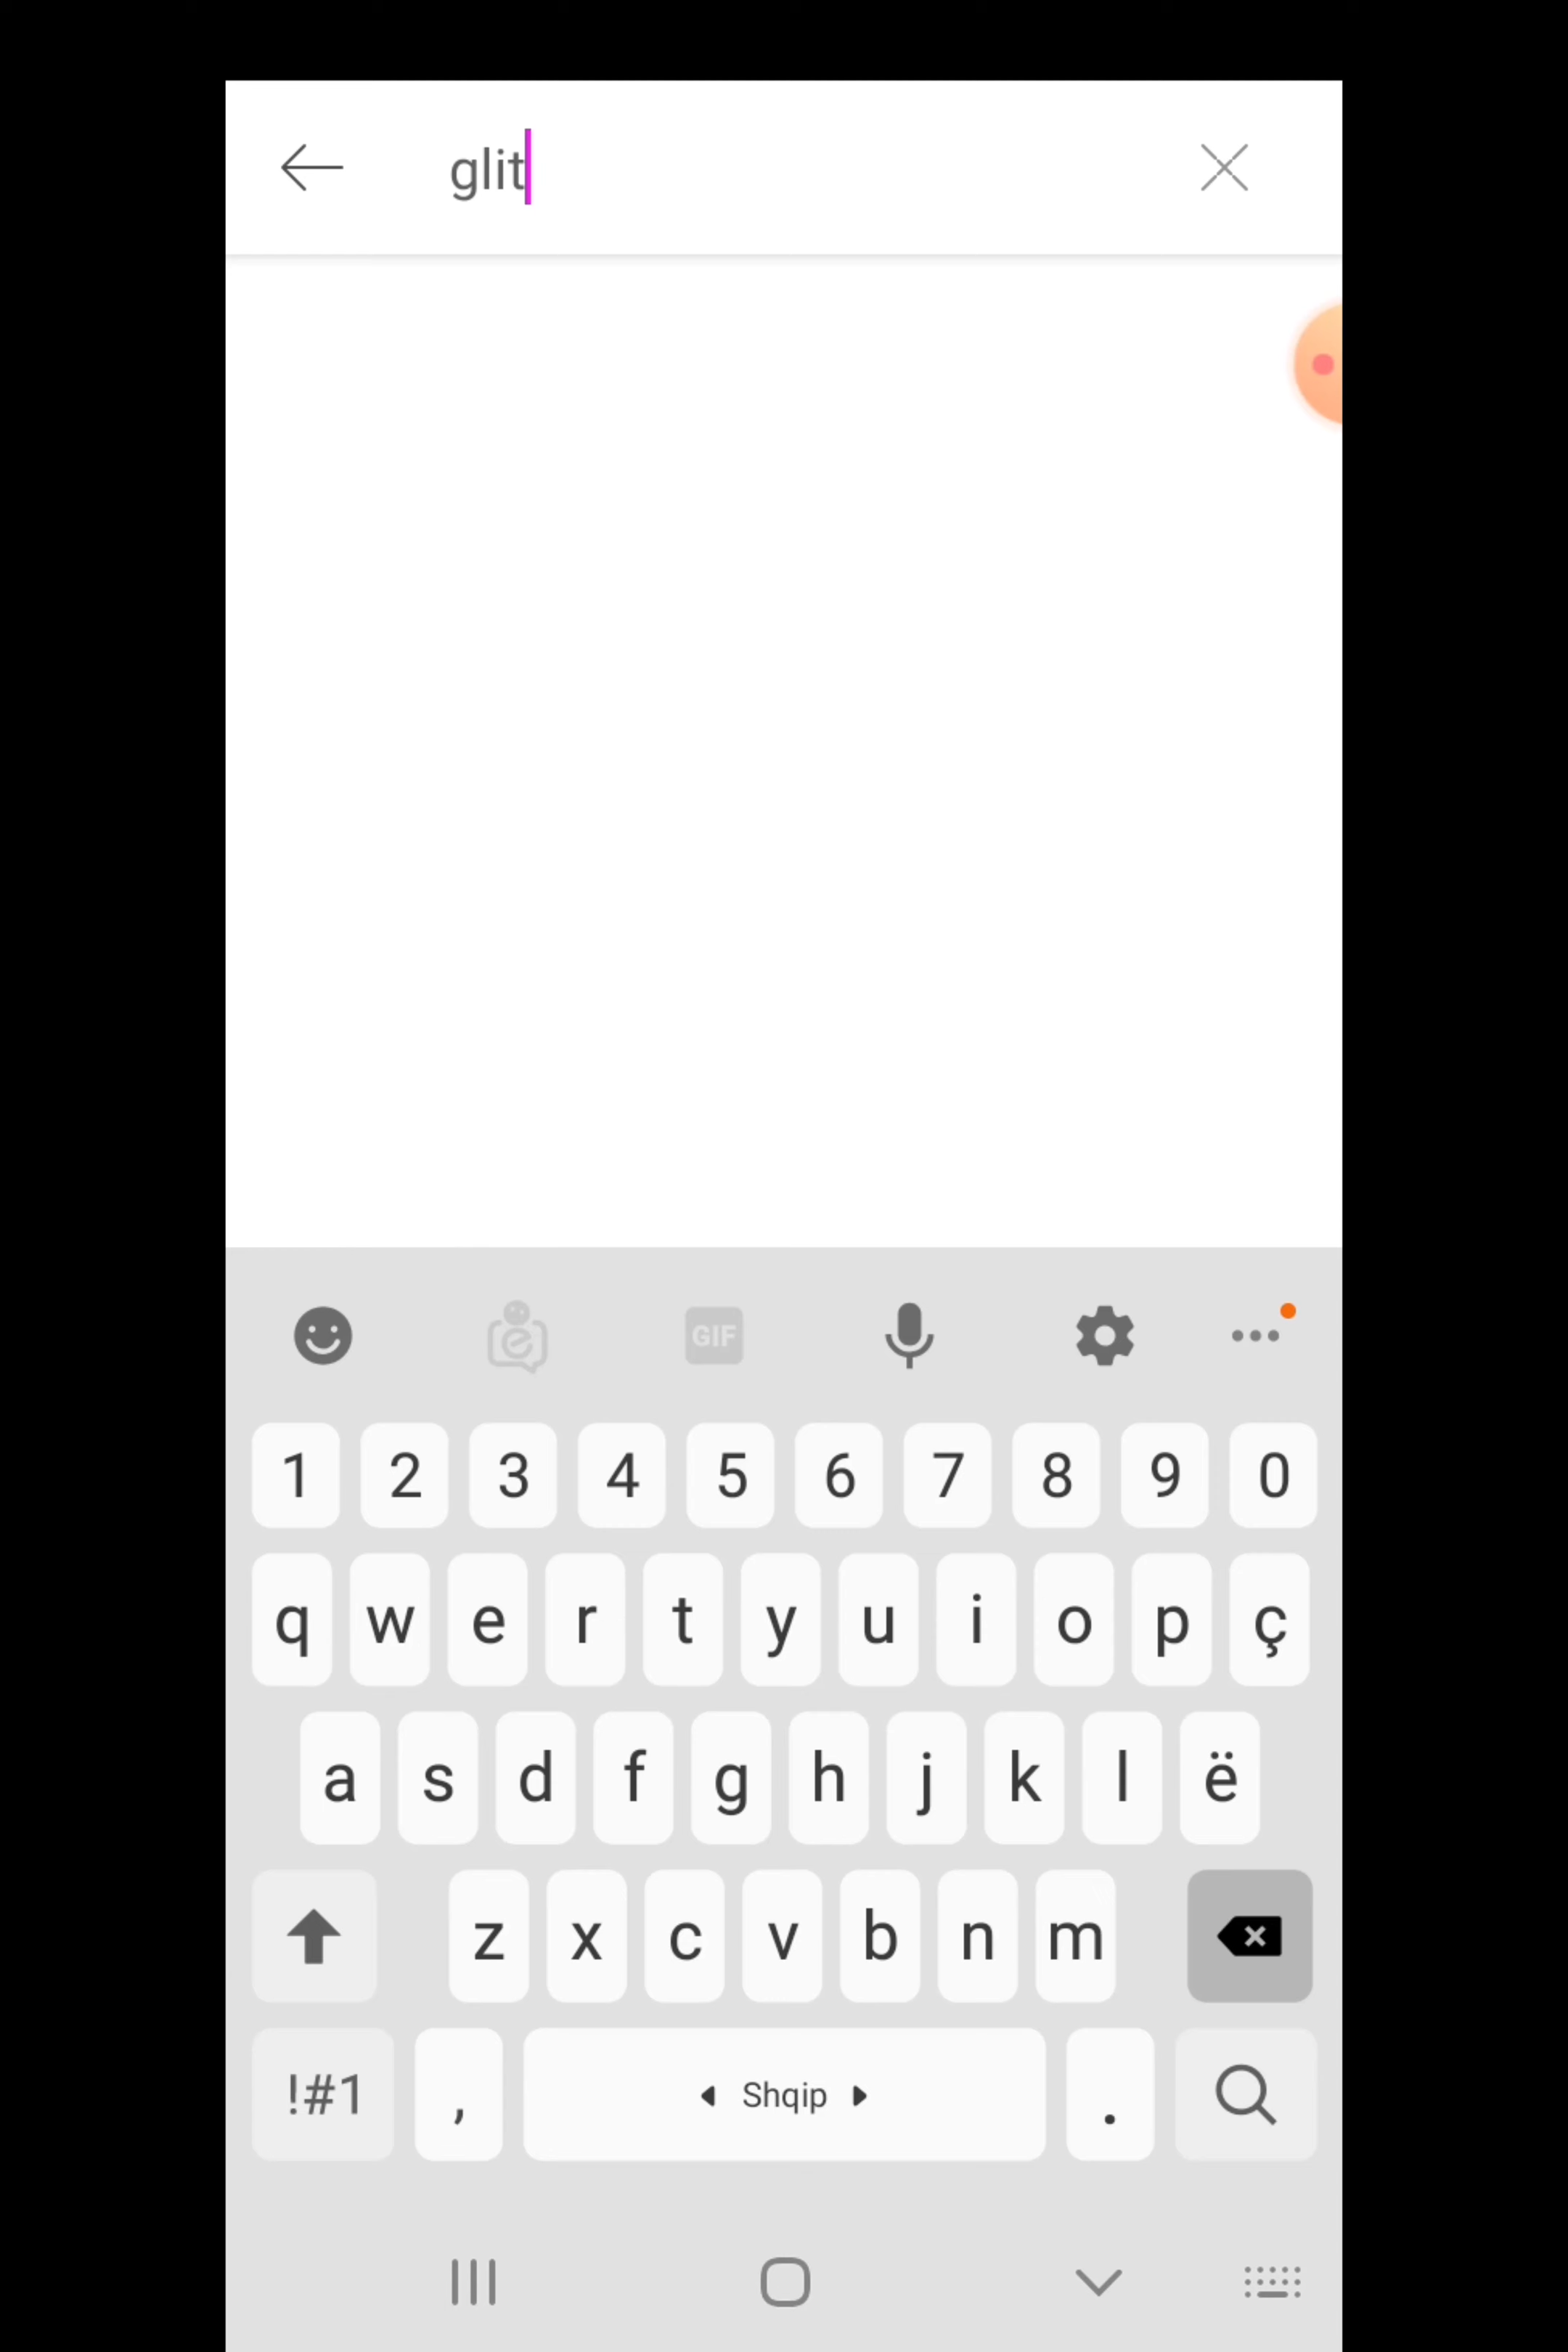 glit
GIF
1 2 3 4 5 6 7 8 9 0
q w e r t y u i o p ç
a s d f g h j k l ë
z x c v b n m
!#1 , Shqip .